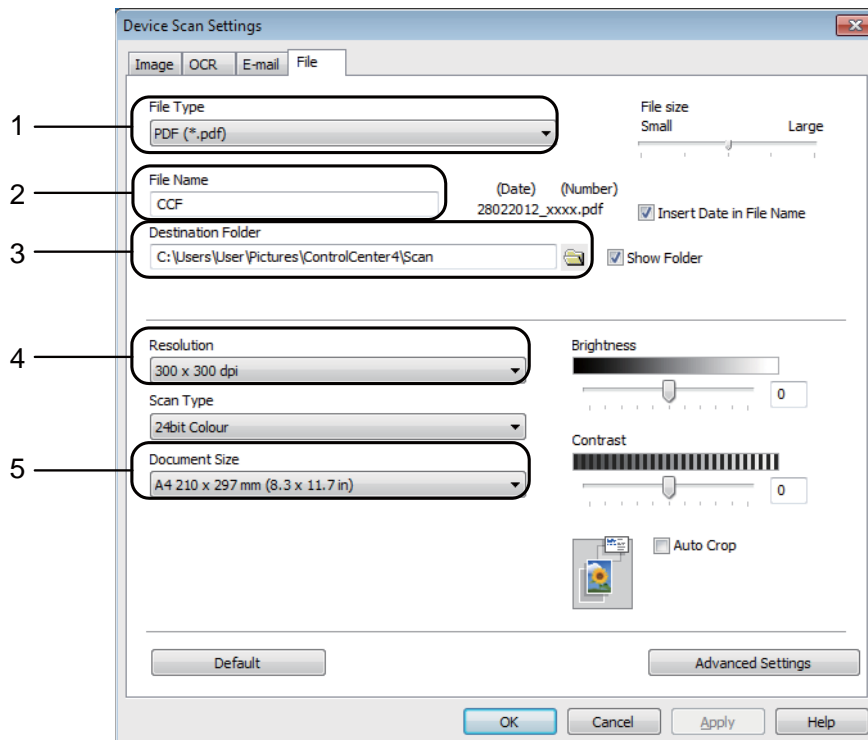 Device Scan Settings
Image OCR E-mail File
1
File Type
PDF (*.pdf)
File size
Small Large
2
File Name
CCF
(Date) (Number)
28022012_xxxx.pdf
Insert Date in File Name
3
Destination Folder
C:\Users\User\Pictures\ControlCenter4\Scan
Show Folder
4
Resolution
300 x 300 dpi
Brightness
0
Scan Type
24bit Colour
Contrast
0
5
Document Size
A4 210 x 297 mm (8.3 x 11.7 in)
Auto Crop
Default
Advanced Settings
OK Cancel Apply Help